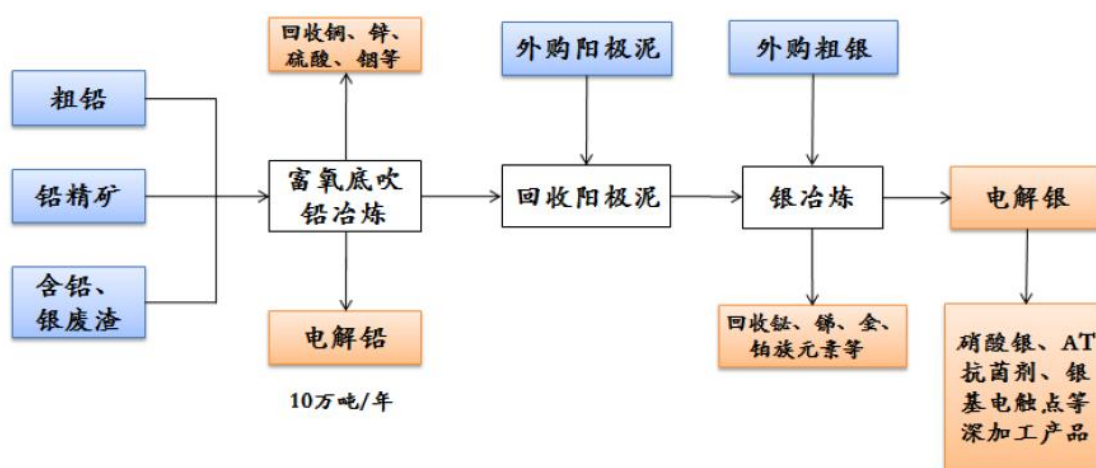 回收铜、锌、
硫酸、铟等
外购阳极泥
外购粗银
粗铅
铅精矿
含铅、
银废渣
富氧底吹
铅冶炼
回收阳极泥
银冶炼
电解银
电解铅
10万吨/年
回收铋、锑、金、
铂族元素等
硝酸银、AT
抗菌剂、银
基电触点等
深加工产品